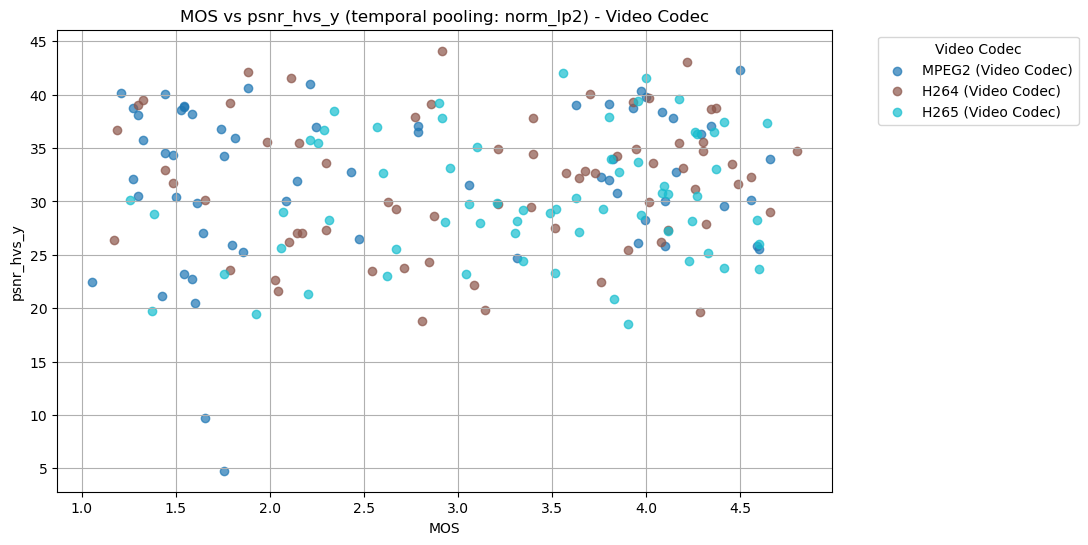 MOS vs psnr_hvs_y (temporal pooling: norm_lp2) - Video Codec
psnr_hvs_y
45
40
35
30
25
20
15
10
5
1.0 1.5 2.0 2.5 3.0 3.5 4.0 4.5
MOS
Video Codec
MPEG2 (Video Codec)
H264 (Video Codec)
H265 (Video Codec)